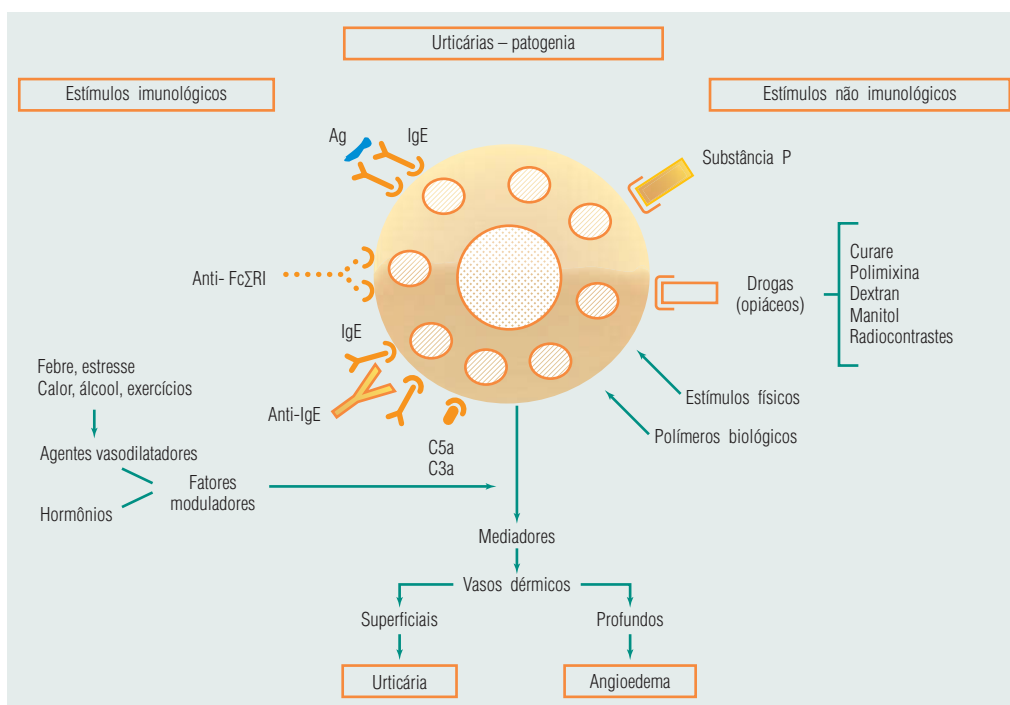 Urticárias – patogenia
Estímulos imunológicos
Estímulos não imunológicos
Ag
IgE
Substância P
Anti- Fc∑RI
Drogas
(opiáceos)
Curare
Polimixina
Dextran
Manitol
Radiocontrastes
IgE
Anti-IgE
C5a
C3a
Estímulos físicos
Polímeros biológicos
Febre, estresse
Calor, álcool, exercícios
Agentes vasodilatadores
Hormônios
Fatores
moduladores
Mediadores
Vasos dérmicos
Superficiais
Profundos
Urticária
Angioedema